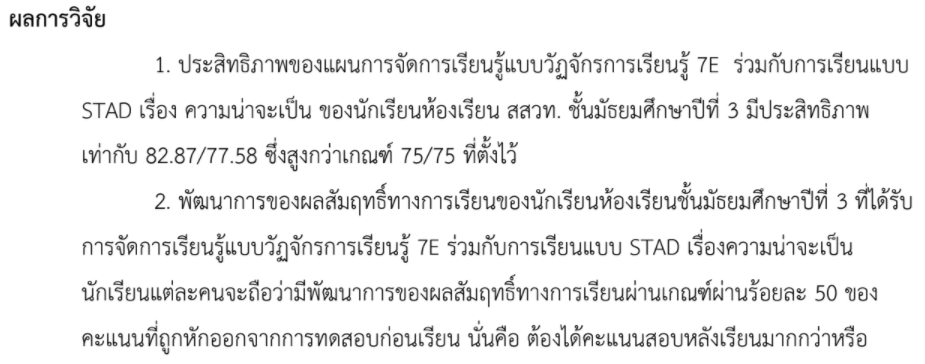 ผลการวิจัย
1. ประสิทธิภาพของแผนการจัดการเรียนรู้แบบวัฏจักรการเรียนรู้ 7E ร่วมกับการเรียนแบบ
STAD เรื่อง ความน่าจะเป็น ของนักเรียนห้องเรียน สสวท. ชั้นมัธยมศึกษาปีที่ 3 มีประสิทธิภาพ
เท่ากับ 82.87/77.58 ซึ่งสูงกว่าเกณฑ์ 75/75 ที่ตั้งไว้
2. พัฒนาการของผลสัมฤทธิ์ทางการเรียนของนักเรียนห้องเรียนชั้นมัธยมศึกษาปีที่ 3 ที่ได้รับ
การจัดการเรียนรู้แบบวัฏจักรการเรียนรู้ 7E ร่วมกับการเรียนแบบ STAD เรื่องความน่าจะเป็น
นักเรียนแต่ละคนจะถือว่ามีพัฒนาการของผลสัมฤทธิ์ทางการเรียนผ่านเกณฑ์ผ่านร้อยละ 50 ของ
คะแนนที่ถูกหักออกจากการทดสอบก่อนเรียน นั่นคือ ต้องได้คะแนนสอบหลังเรียนมากกว่าหรือ